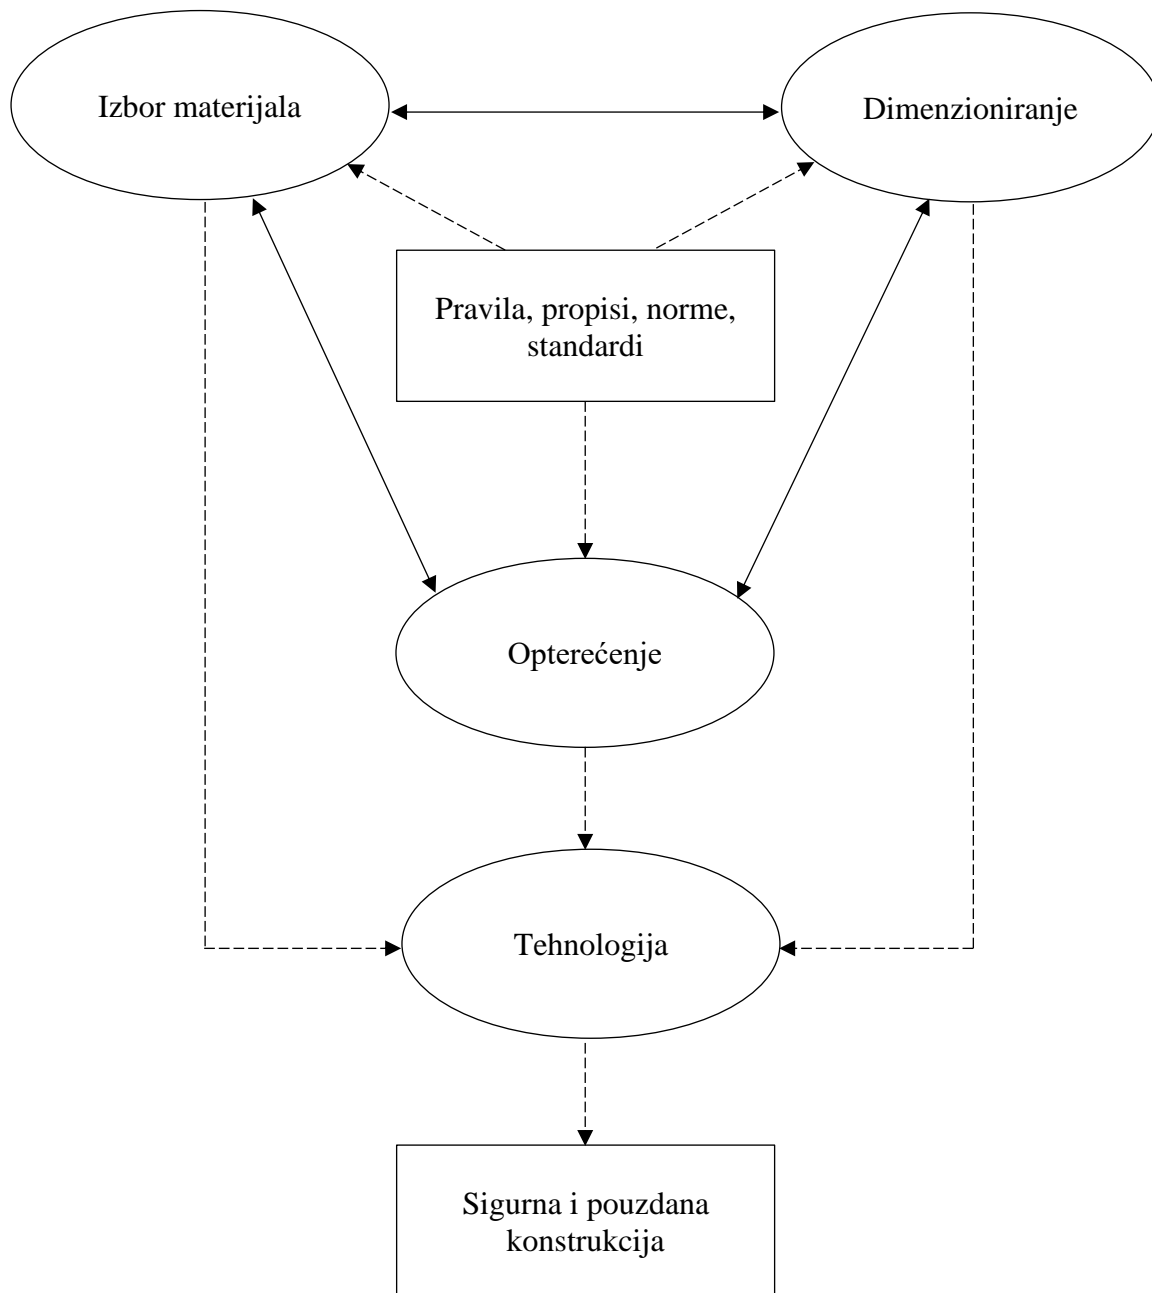 Izbor materijala
Dimenzioniranje
Pravila, propisi, norme,
standardi
Opterećenje
Tehnologija
Sigurna i pouzdana
konstrukcija